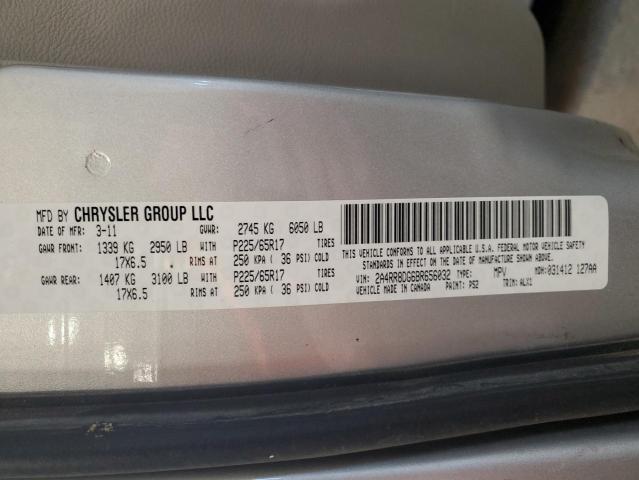 MFD BY CHRYSLER GROUP LLC
DATE OF MFR: 3-11 GVWR: 2745 KG 6050 LB
GAWR FRONT: 1339 KG 2950 LB WITH P225/65R17 TIRES
17X6.5 RIMS AT 250 KPA ( 36 PSI) COLD
GAWR REAR: 1407 KG 3100 LB WITH P225/65R17 TIRES
17X6.5 RIMS AT 250 KPA ( 36 PSI) COLD
THIS VEHICLE CONFORMS TO ALL APPLICABLE U.S.A. FEDERAL MOTOR VEHICLE SAFETY
STANDARDS IN EFFECT ON THE DATE OF MANUFACTURE SHOWN ABOVE.
VIN: 2A4RR8DG6BR656032 TYPE: MPV MDH: 031412 127AA
VEHICLE MADE IN CANADA PAINT: PS2 TRIM: ALX1